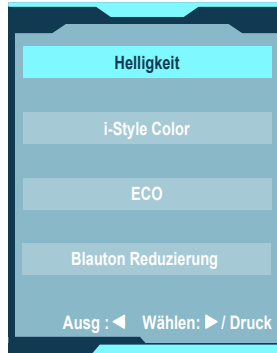 Helligkeit
i-Style Color
ECO
Blauton Reduzierung
Ausg : ◀ Wählen: ▶ / Druck